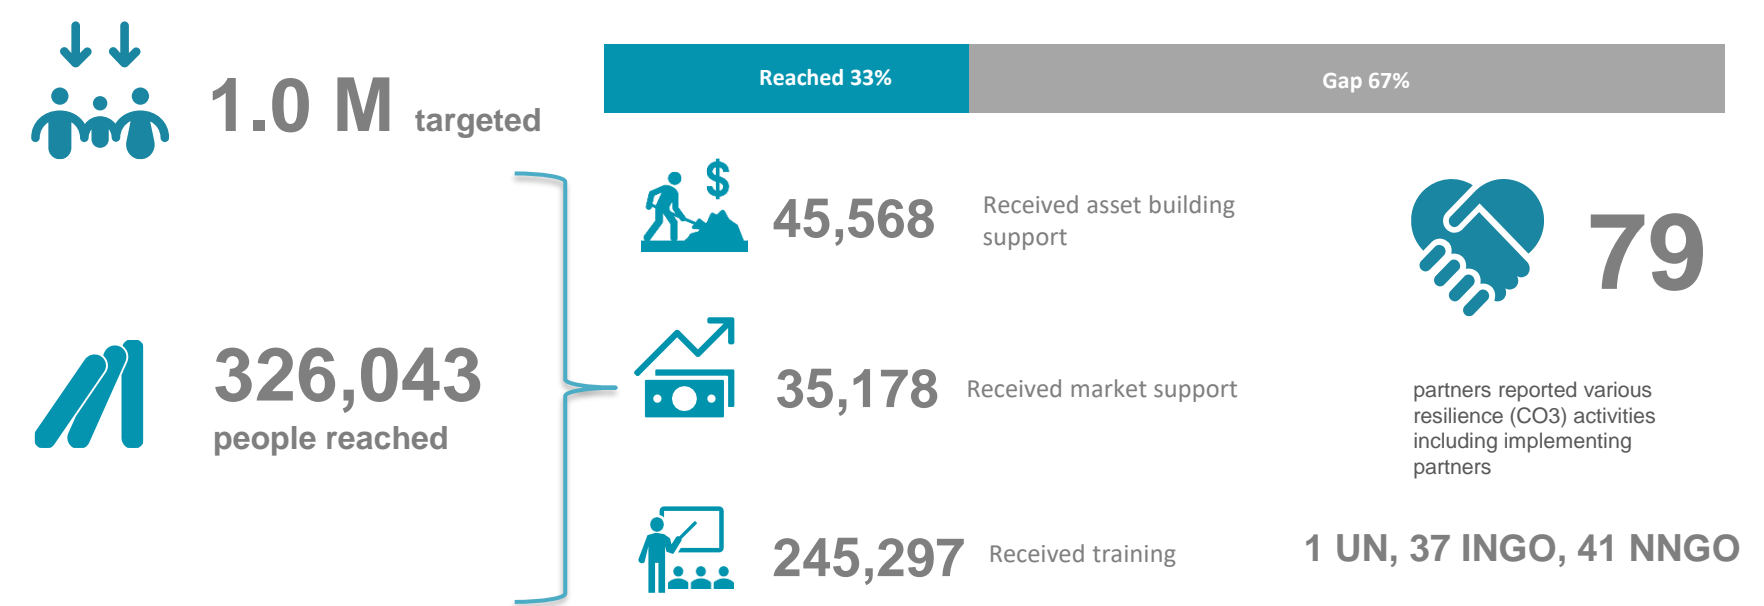 1.0 M targeted
Reached 33%
Gap 67%
326,043
people reached
$
45,568
Received asset building
support
35,178
Received market support
245,297
Received training
79
partners reported various
resilience (CO3) activities
including implementing
partners
1 UN, 37 INGO, 41 NNGO